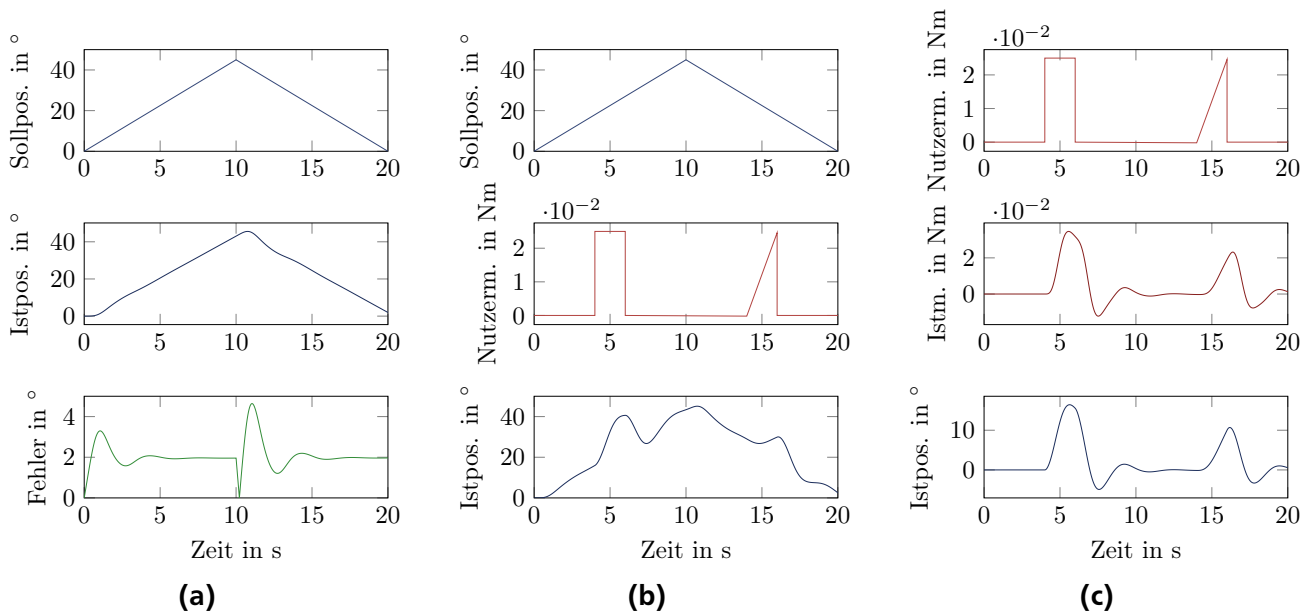 Sollpos. in °
40
20
0
0 5 10 15 20
Istpos. in °
40
20
0
0 5 10 15 20
Fehler in °
4
2
0
0 5 10 15 20
Zeit in s
(a)
Sollpos. in °
40
20
0
0 5 10 15 20
Nutzerm. in Nm
·10⁻²
2
1
0
0 5 10 15 20
Istpos. in °
40
20
0
0 5 10 15 20
Zeit in s
(b)
Nutzerm. in Nm
·10⁻²
2
1
0
0 5 10 15 20
Istm. in Nm
·10⁻²
2
0
0 5 10 15 20
Istpos. in °
10
0
0 5 10 15 20
Zeit in s
(c)